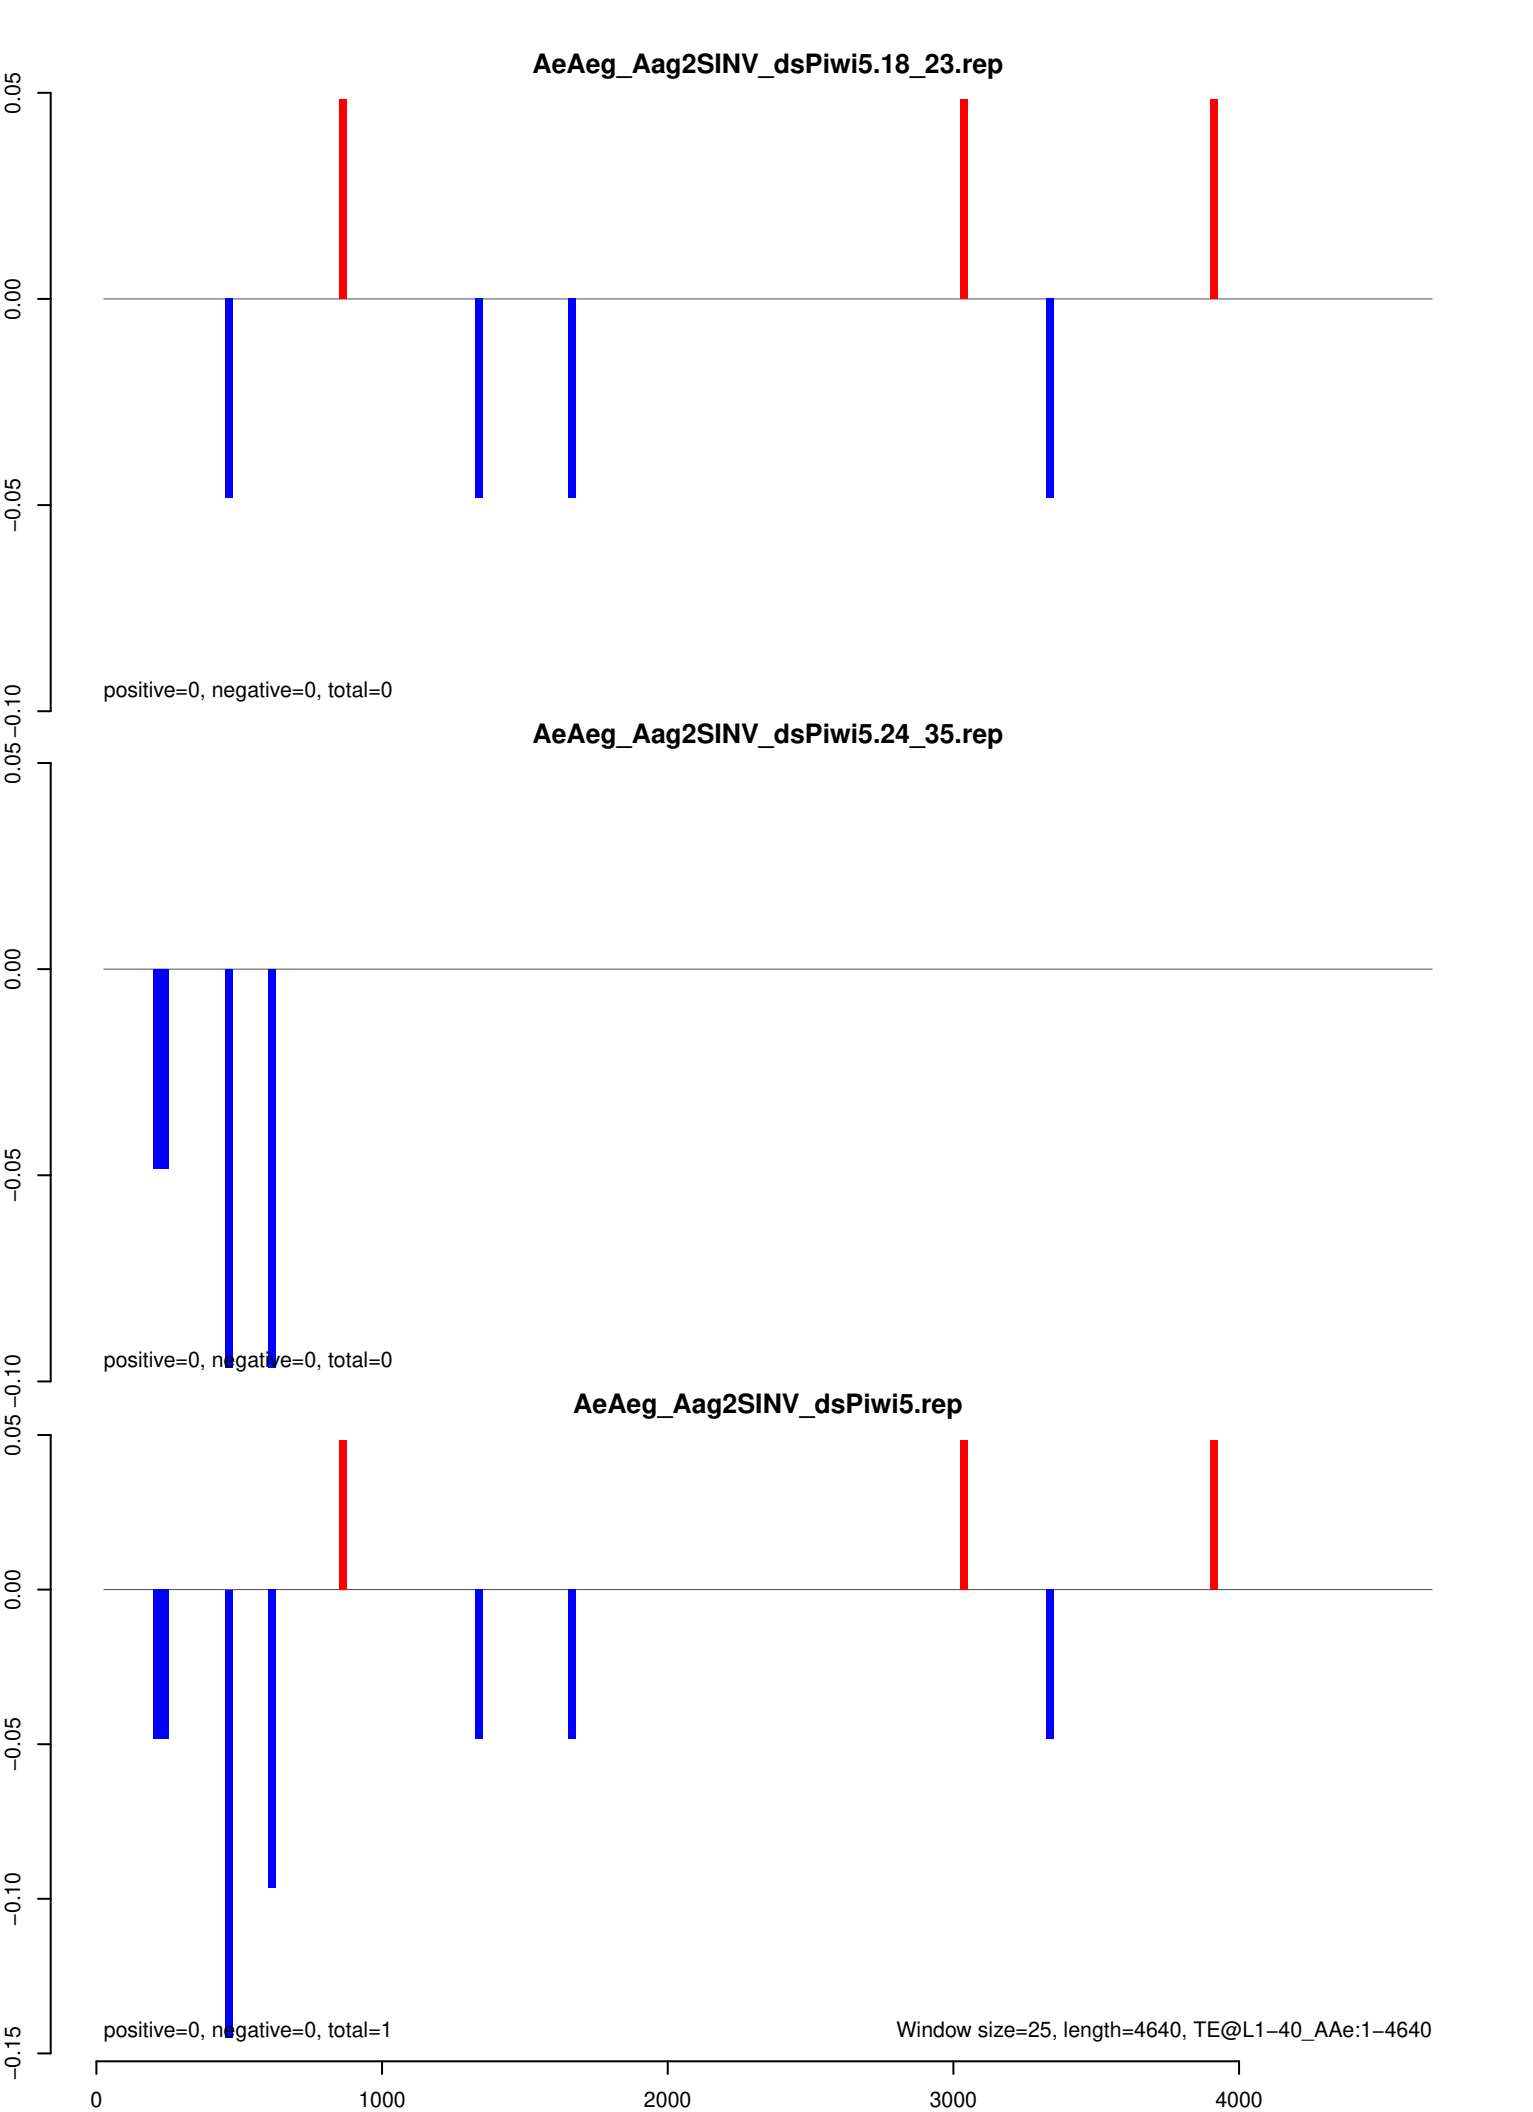 AeAeg_Aag2SINV_dsPiwi5.18_23.rep
0.05
0.00
−0.05
−0.10
positive=0, negative=0, total=0
AeAeg_Aag2SINV_dsPiwi5.24_35.rep
0.05
0.00
−0.05
−0.10
positive=0, negative=0, total=0
AeAeg_Aag2SINV_dsPiwi5.rep
0.05
0.00
−0.05
−0.10
−0.15
positive=0, negative=0, total=1
Window size=25, length=4640, TE@L1−40_AAe:1−4640
0 1000 2000 3000 4000